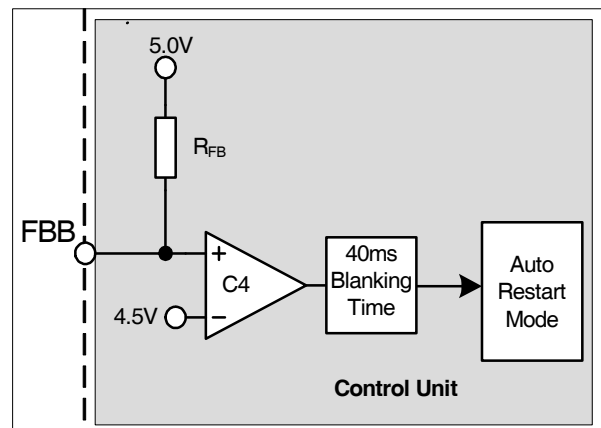 5.0V
RFB
FBB
+
C4
4.5V
−
40ms
Blanking
Time
Auto
Restart
Mode
Control Unit